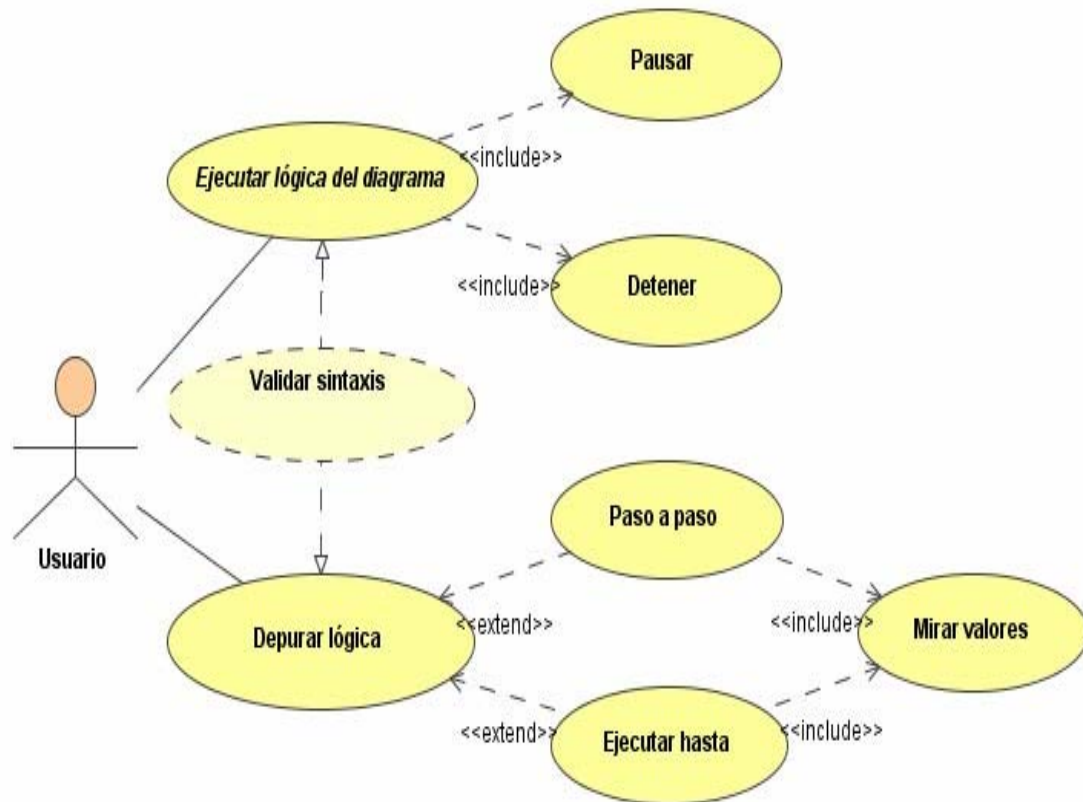 Pausar
<<include>>
Ejecutar lógica del diagrama
<<include>>
Detener
Validar sintaxis
Usuario
Paso a paso
<<extend>>
<<include>>
Depurar lógica
Mirar valores
<<extend>>
Ejecutar hasta
<<include>>